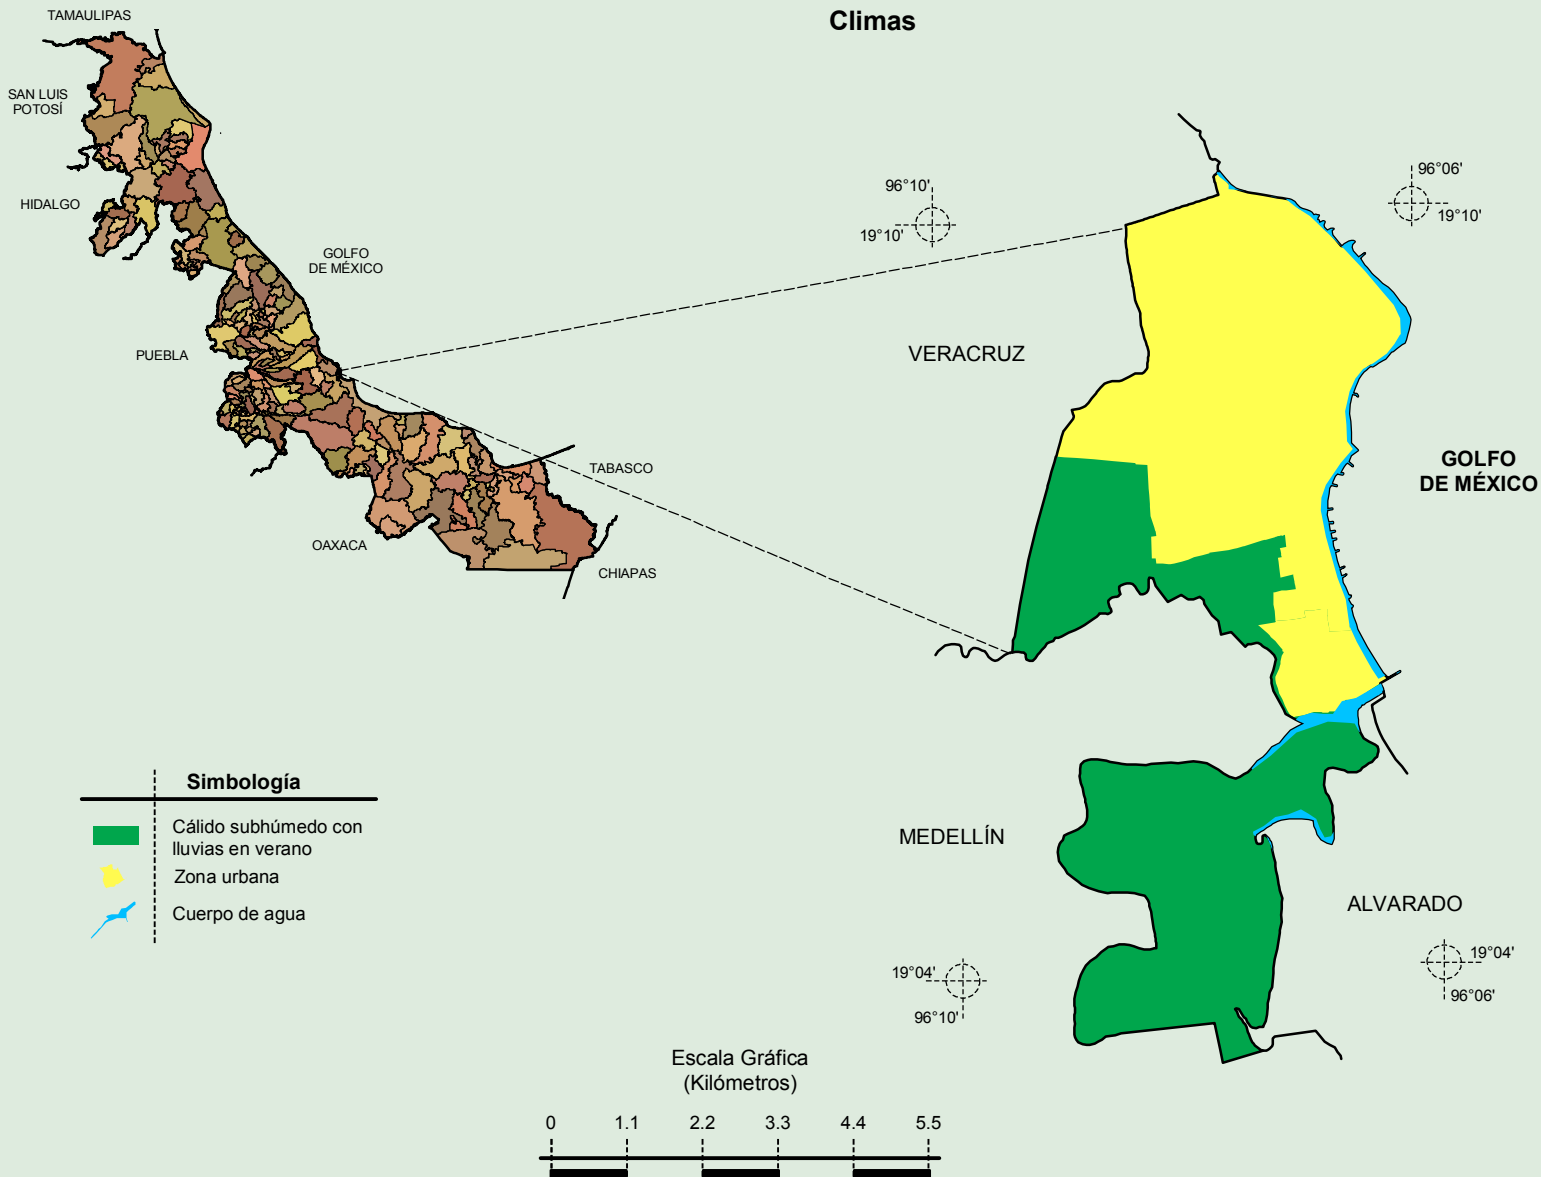 Climas
TAMAULIPAS
SAN LUIS
POTOSÍ
HIDALGO
GOLFO
DE MÉXICO
PUEBLA
OAXACA
TABASCO
CHIAPAS
96°10'
19°10'
96°06'
19°10'
VERACRUZ
GOLFO
DE MÉXICO
MEDELLÍN
ALVARADO
19°04'
96°10'
19°04'
96°06'
Simbología
Cálido subhúmedo con
lluvias en verano
Zona urbana
Cuerpo de agua
Escala Gráfica
(Kilómetros)
0 1.1 2.2 3.3 4.4 5.5